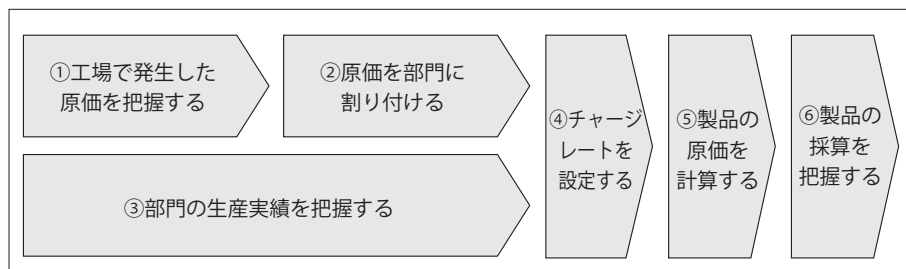 ①工場で発生した
原価を把握する
②原価を部門に
割り付ける
③部門の生産実績を把握する
④チャージ
レートを
設定する
⑤製品の
原価を
計算する
⑥製品の
採算を
把握する